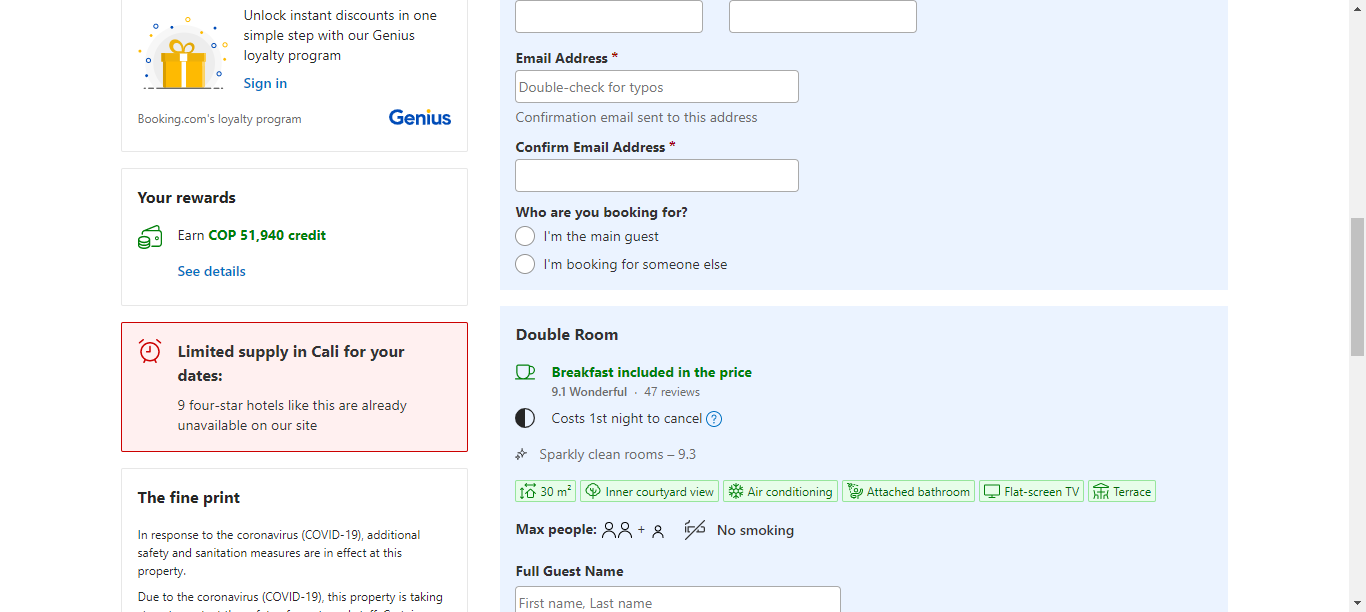 Unlock instant discounts in one
simple step with our Genius
loyalty program
Sign in
Booking.com's loyalty program
Genius
Your rewards
Earn COP 51,940 credit
See details
Limited supply in Cali for your
dates:
9 four-star hotels like this are already
unavailable on our site
The fine print
In response to the coronavirus (COVID-19), additional
safety and sanitation measures are in effect at this
property.
Due to the coronavirus (COVID-19), this property is taking
Email Address *
Double-check for typos
Confirmation email sent to this address
Confirm Email Address *
Who are you booking for?
I'm the main guest
I'm booking for someone else
Double Room
Breakfast included in the price
9.1 Wonderful · 47 reviews
Costs 1st night to cancel ?
Sparkly clean rooms – 9.3
30 m² Inner courtyard view Air conditioning Attached bathroom Flat-screen TV Terrace
Max people: + No smoking
Full Guest Name
First name, Last name